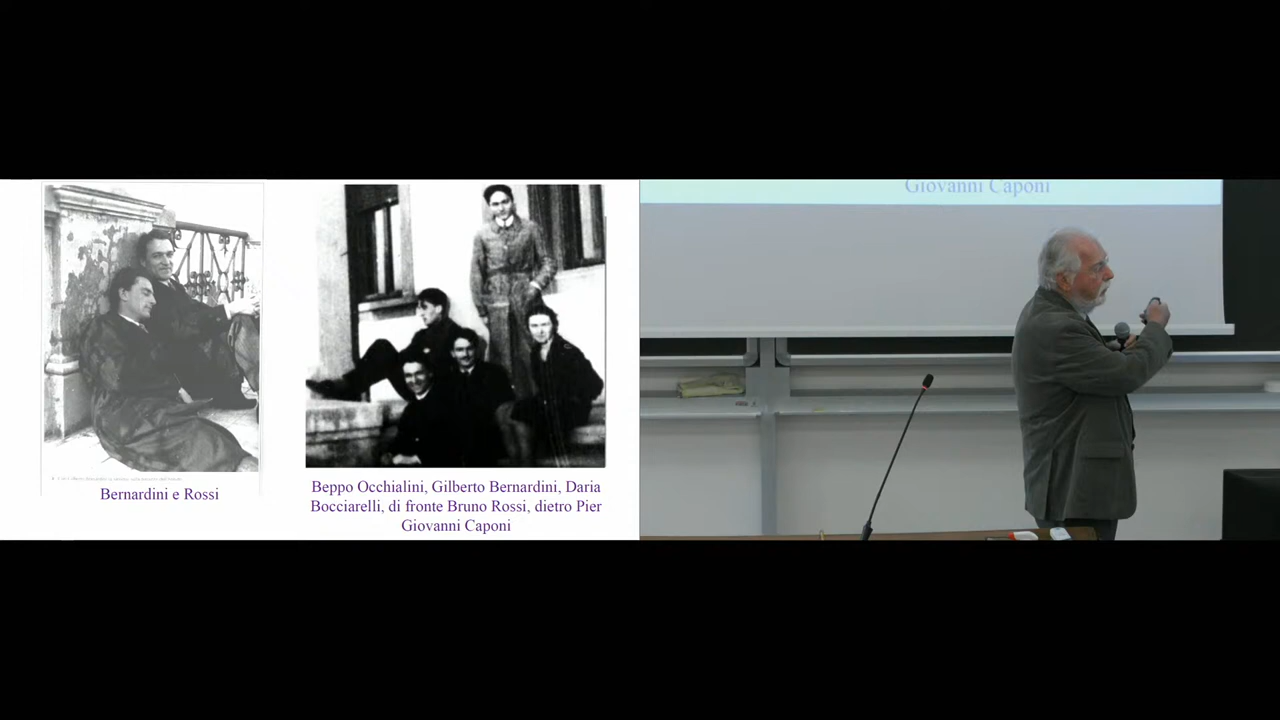 Bernardini e Rossi
Beppo Occhialini, Gilberto Bernardini, Daria
Bocciarelli, di fronte Bruno Rossi, dietro Pier
Giovanni Caponi
Giovanni Caponi